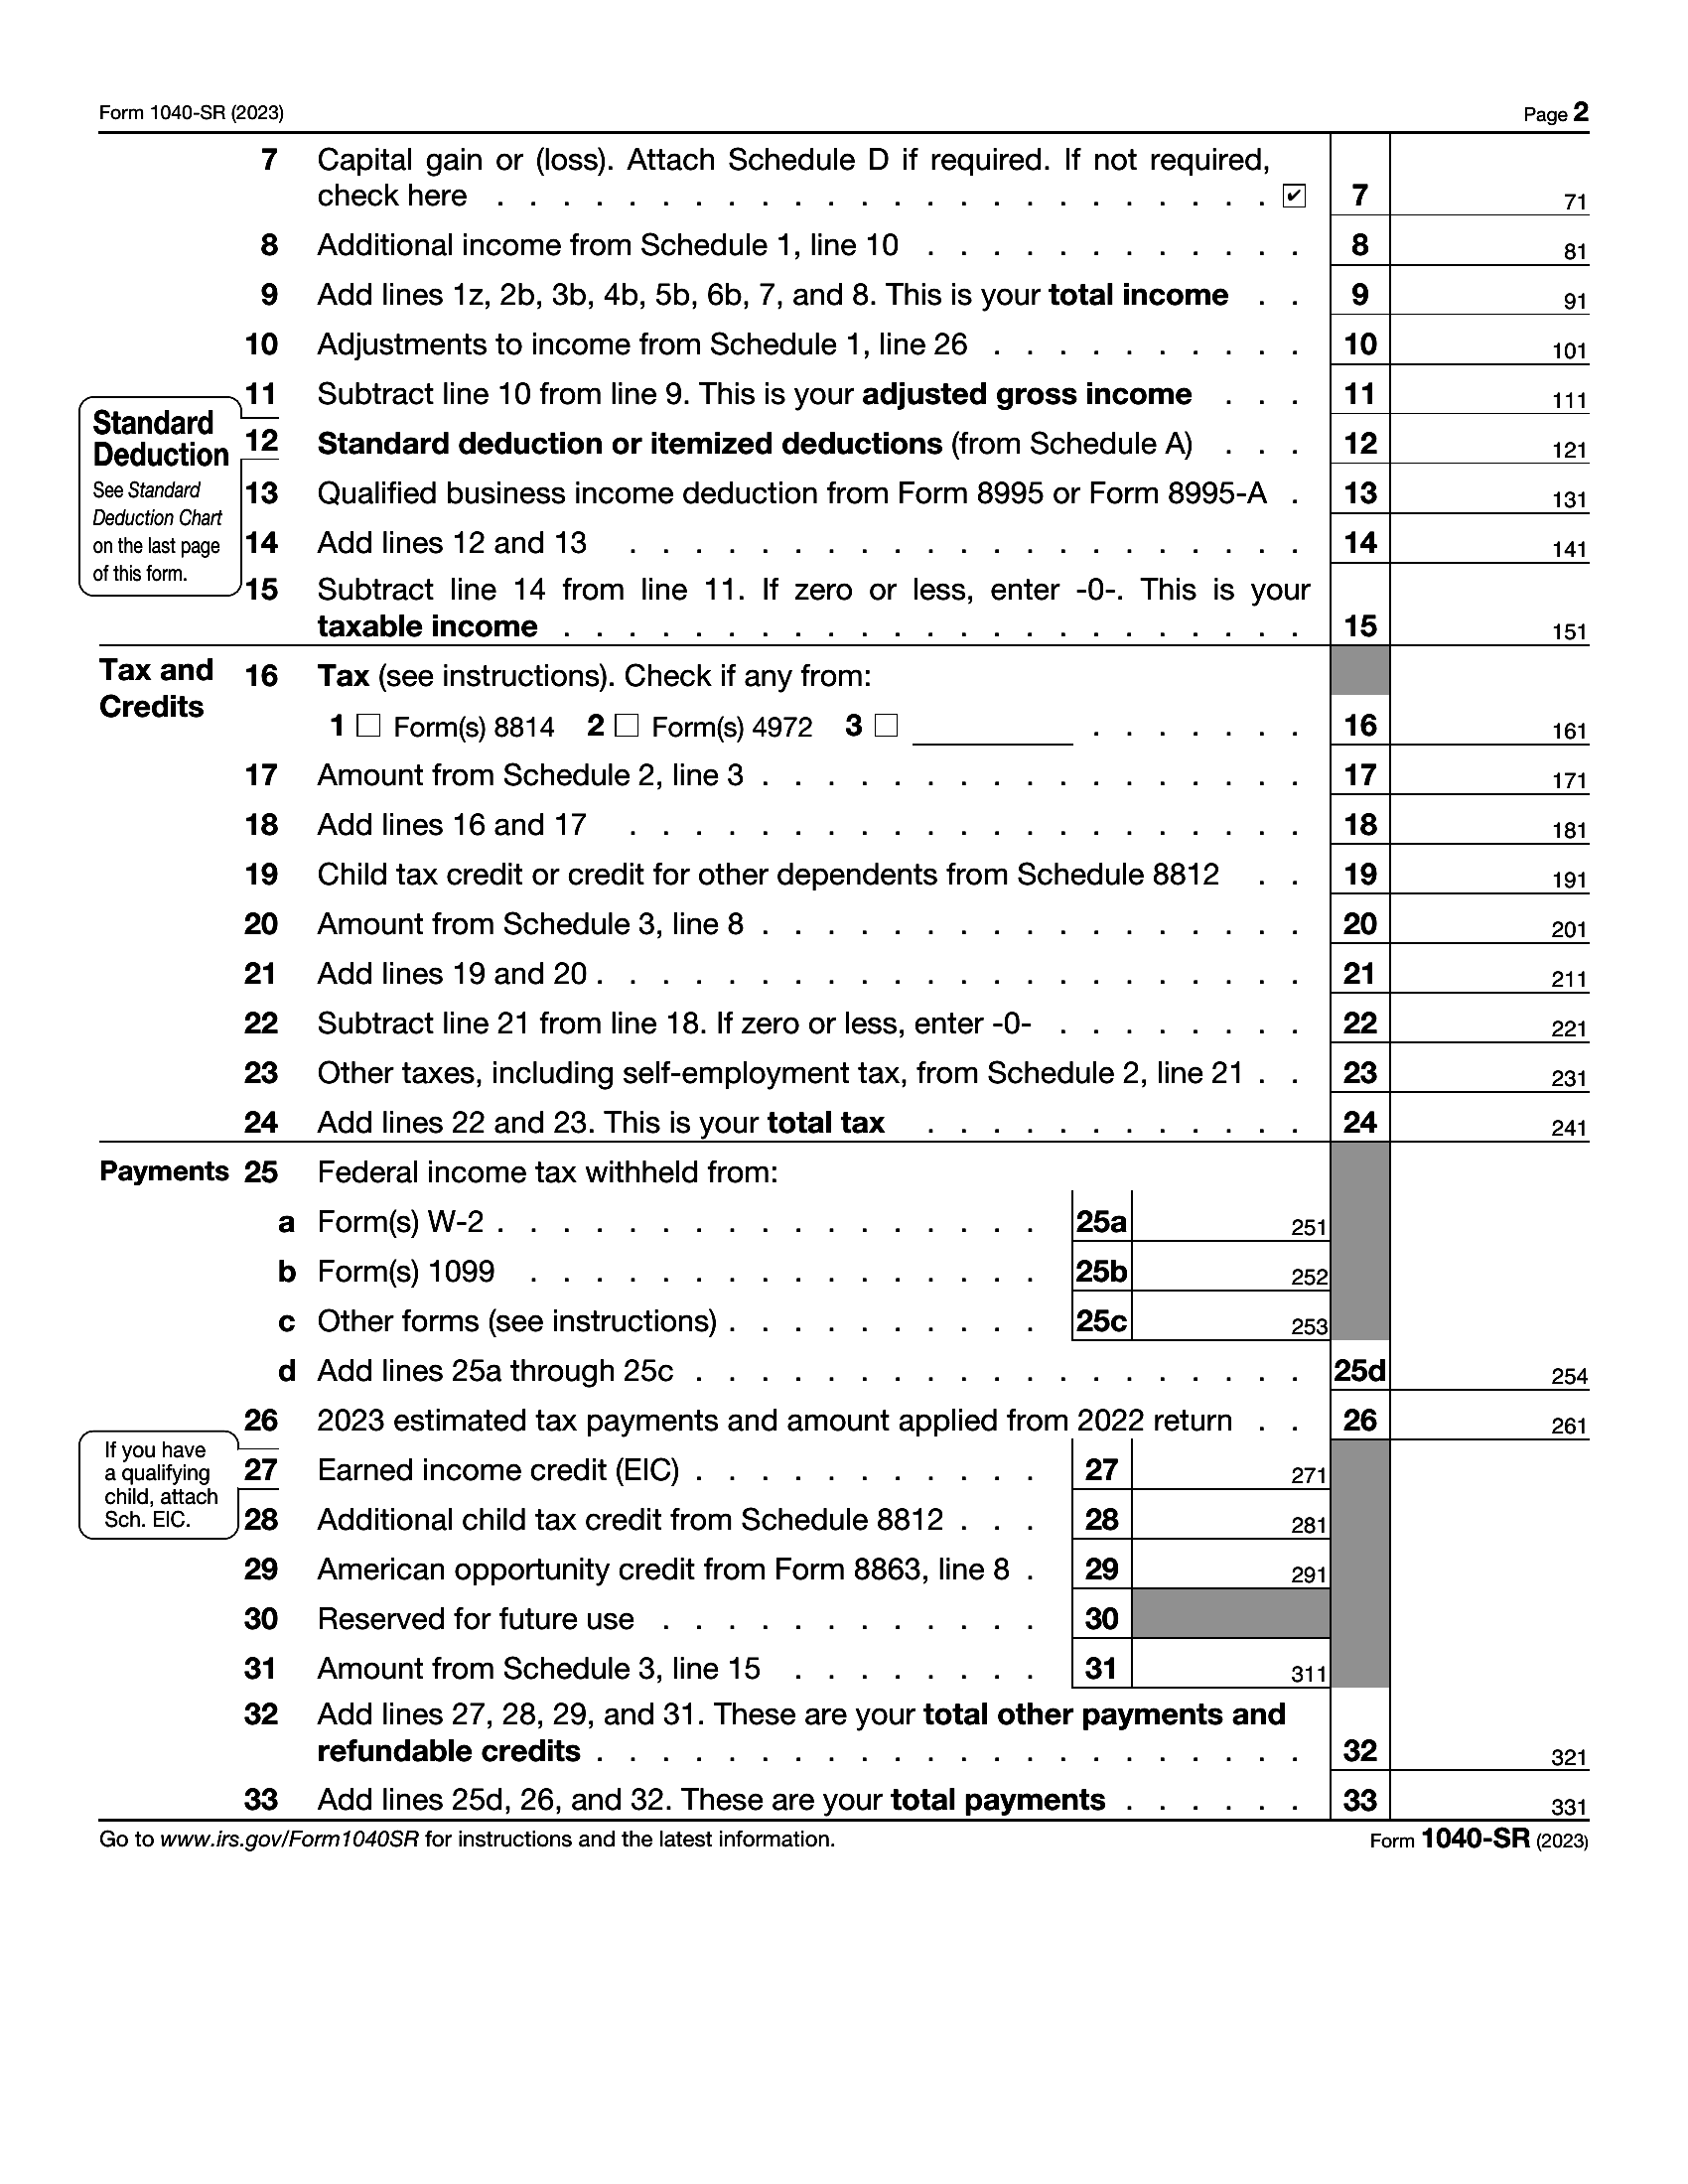 Form 1040-SR (2023) Page 2
7 Capital gain or (loss). Attach Schedule D if required. If not required,
check here . . . . . . . . . . . . . . . . . . . . . . . . ☑ 7 71
8 Additional income from Schedule 1, line 10 . . . . . . . . . . . . 8 81
9 Add lines 1z, 2b, 3b, 4b, 5b, 6b, 7, and 8. This is your total income . . 9 91
10 Adjustments to income from Schedule 1, line 26 . . . . . . . . . . 10 101
11 Subtract line 10 from line 9. This is your adjusted gross income . . . 11 111
Standard
Deduction
See Standard
Deduction Chart
on the last page
of this form.
12 Standard deduction or itemized deductions (from Schedule A) . . . 12 121
13 Qualified business income deduction from Form 8995 or Form 8995-A . 13 131
14 Add lines 12 and 13 . . . . . . . . . . . . . . . . . . . . . 14 141
15 Subtract line 14 from line 11. If zero or less, enter -0-. This is your
taxable income . . . . . . . . . . . . . . . . . . . . . . . 15 151
Tax and
Credits
16 Tax (see instructions). Check if any from:
1 ☐ Form(s) 8814 2 ☐ Form(s) 4972 3 ☐ . . . . . . . 16 161
17 Amount from Schedule 2, line 3 . . . . . . . . . . . . . . . . . 17 171
18 Add lines 16 and 17 . . . . . . . . . . . . . . . . . . . . . 18 181
19 Child tax credit or credit for other dependents from Schedule 8812 . . 19 191
20 Amount from Schedule 3, line 8 . . . . . . . . . . . . . . . . . 20 201
21 Add lines 19 and 20 . . . . . . . . . . . . . . . . . . . . . . 21 211
22 Subtract line 21 from line 18. If zero or less, enter -0- . . . . . . . . 22 221
23 Other taxes, including self-employment tax, from Schedule 2, line 21 . . 23 231
24 Add lines 22 and 23. This is your total tax . . . . . . . . . . . . 24 241
Payments 25 Federal income tax withheld from:
a Form(s) W-2 . . . . . . . . . . . . . . . . . 25a 251
b Form(s) 1099 . . . . . . . . . . . . . . . . 25b 252
c Other forms (see instructions) . . . . . . . . . . 25c 253
d Add lines 25a through 25c . . . . . . . . . . . . . . . . . . . 25d 254
26 2023 estimated tax payments and amount applied from 2022 return . . 26 261
If you have
a qualifying
child, attach
Sch. EIC.
27 Earned income credit (EIC) . . . . . . . . . . . 27 271
28 Additional child tax credit from Schedule 8812 . . . 28 281
29 American opportunity credit from Form 8863, line 8 . 29 291
30 Reserved for future use . . . . . . . . . . . . 30
31 Amount from Schedule 3, line 15 . . . . . . . . 31 311
32 Add lines 27, 28, 29, and 31. These are your total other payments and
refundable credits . . . . . . . . . . . . . . . . . . . . . . 32 321
33 Add lines 25d, 26, and 32. These are your total payments . . . . . . 33 331
Go to www.irs.gov/Form1040SR for instructions and the latest information. Form 1040-SR (2023)